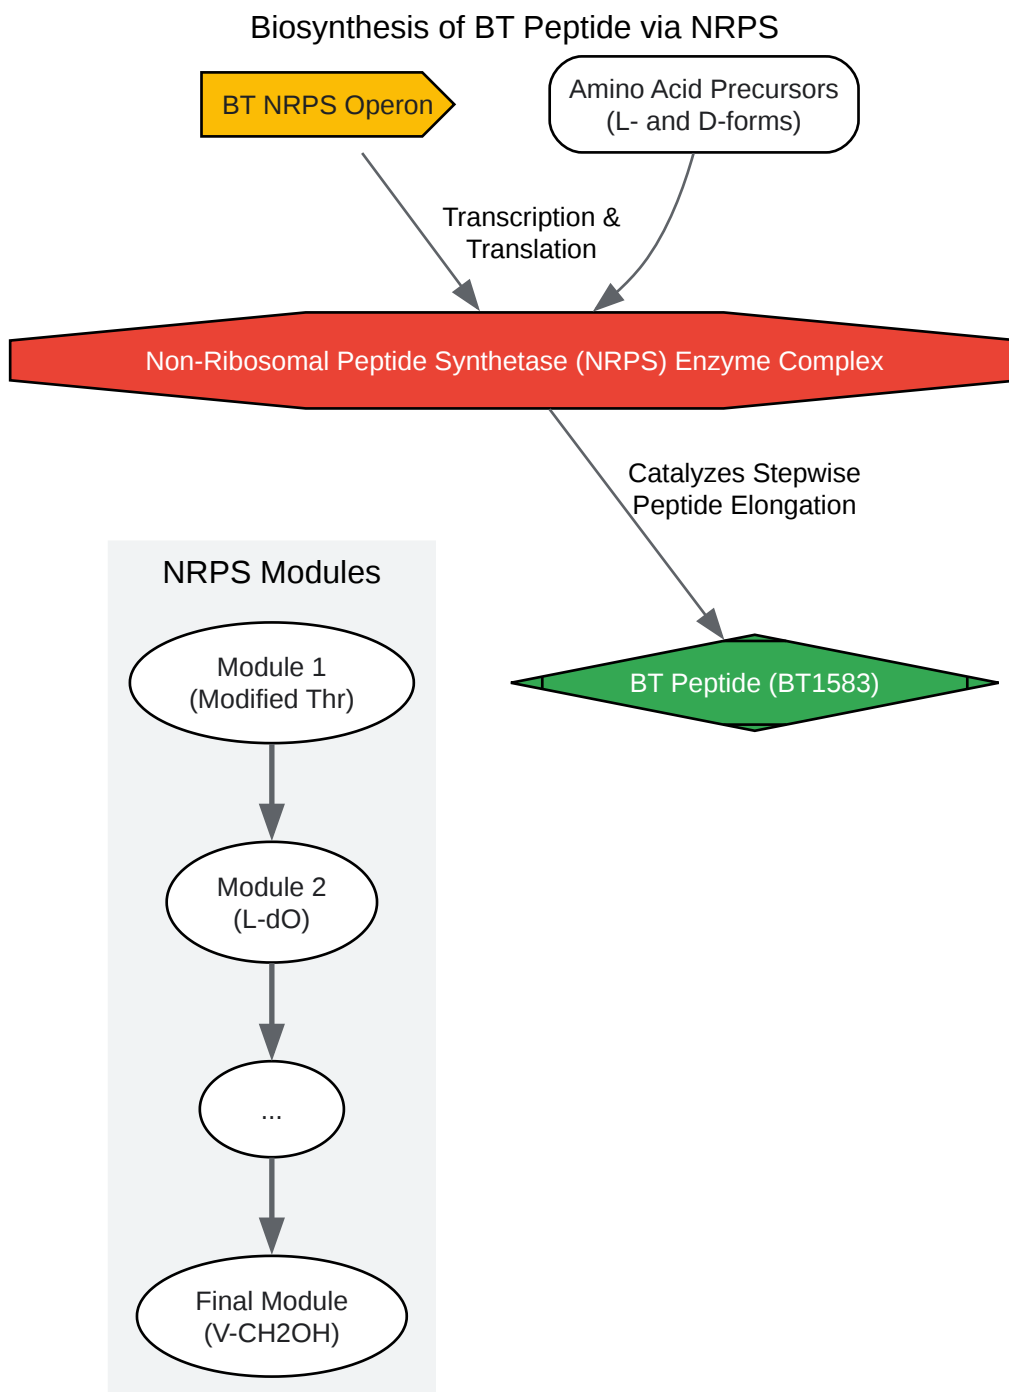 Biosynthesis of BT Peptide via NRPS
BT NRPS Operon
Amino Acid Precursors
(L- and D-forms)
Transcription &
Translation
Non-Ribosomal Peptide Synthetase (NRPS) Enzyme Complex
Catalyzes Stepwise
Peptide Elongation
BT Peptide (BT1583)
NRPS Modules
Module 1
(Modified Thr)
Module 2
(L-dO)
...
Final Module
(V-CH2OH)